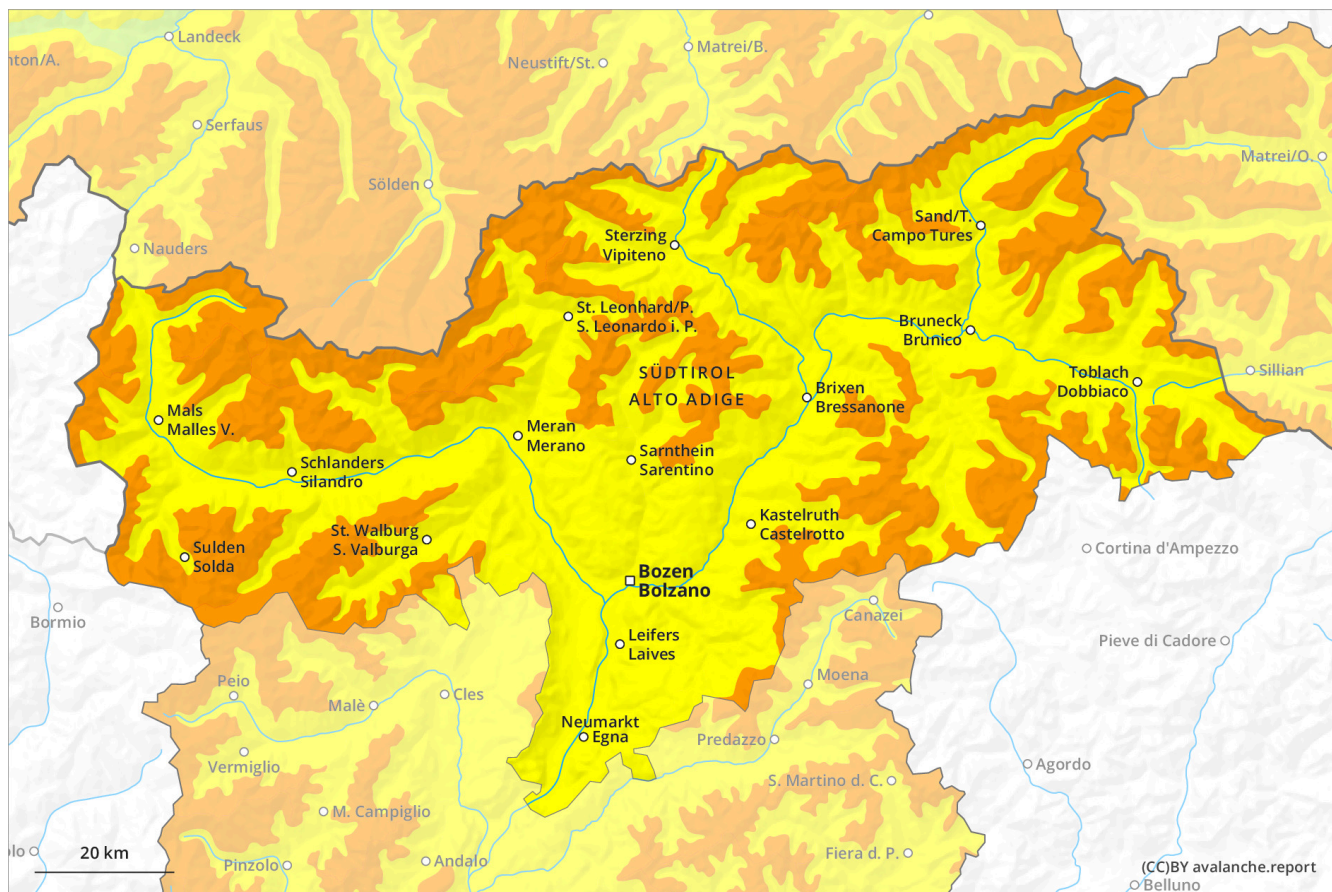 Landeck
nton/A.
Matrei/B.
Neustift/St.
Serfaus
Matrei/O.
Sölden
Sand/T.
Campo Tures
Nauders
Sterzing
Vipiteno
St. Leonhard/P.
S. Leonardo i. P.
Bruneck
Brunico
SÜDTIROL
ALTO ADIGE
Toblach
Dobbiaco
Sillian
Brixen
Bressanone
Mals
Malles V.
Meran
Merano
Schlanders
Silandro
Sarnthein
Sarentino
Kastelruth
Castelrotto
St. Walburg
S. Valburga
Sulden
Solda
Cortina d'Ampezzo
Bozen
Bolzano
Bormio
Canazei
Leifers
Laives
Pieve di Cadore
Peio
Moena
Cles
Malè
Neumarkt
Egna
Predazzo
Vermiglio
Agordo
S. Martino d. C.
M. Campiglio
olo
20 km
Pinzolo
Andalo
Fiera d. P.
(CC)BY avalanche.report
Belluno